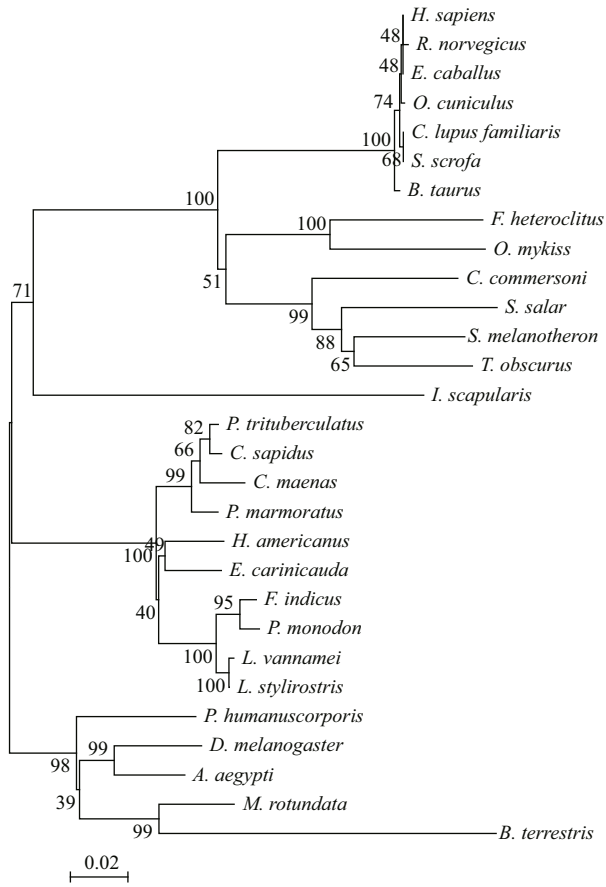 H. sapiens
48
R. norvegicus
48
E. caballus
74
O. cuniculus
100
C. lupus familiaris
68
S. scrofa
B. taurus
100
100
F. heteroclitus
O. mykiss
51
C. commersoni
99
S. salar
88
S. melanotheron
65
T. obscurus
71
I. scapularis
82
P. trituberculatus
66
C. sapidus
99
C. maenas
P. marmoratus
49
100
H. americanus
E. carinicauda
40
95
F. indicus
P. monodon
100
L. vannamei
100
L. stylirostris
P. humanuscorporis
98
99
D. melanogaster
A. aegypti
39
M. rotundata
99
B. terrestris
0.02